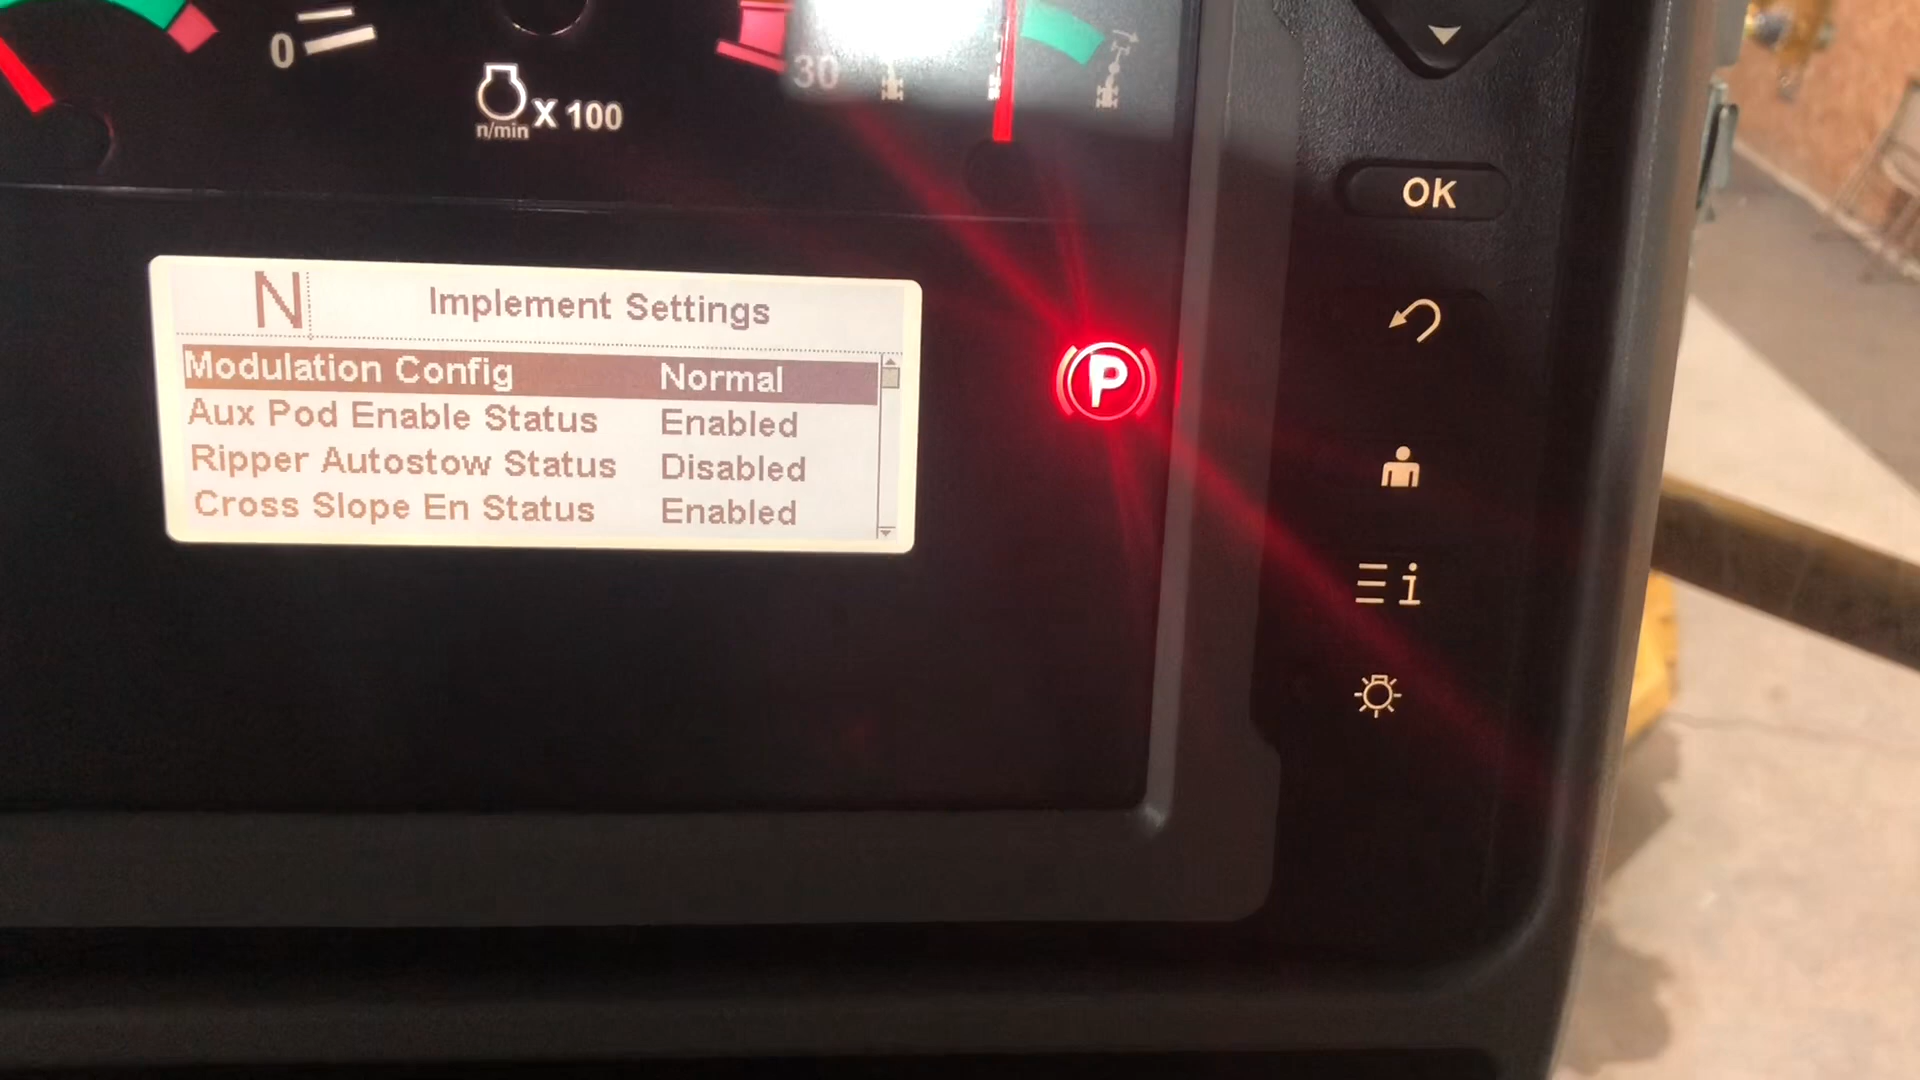 0
30
X 100
n/min
OK
N
Implement Settings
Modulation Config Normal
Aux Pod Enable Status Enabled
Ripper Autostow Status Disabled
Cross Slope En Status Enabled
P
i